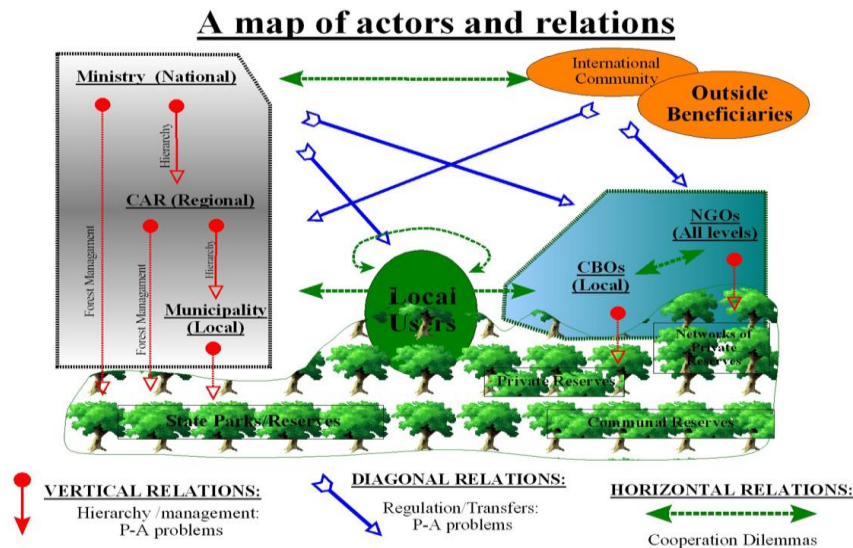 A map of actors and relations
Ministry (National)
International
Community
Outside
Beneficiaries
Hierarchy
CAR (Regional)
NGOs
(All levels)
CBOs
(Local)
Forest Managament
Forest Managament
Hierarchy
Municipality
(Local)
Local
Users
Networks of
Private
Reserves
Private Reserves
State Parks/Reserves
Communal Reserves
VERTICAL RELATIONS:
Hierarchy /management:
P-A problems
DIAGONAL RELATIONS:
Regulation/Transfers:
P-A problems
HORIZONTAL RELATIONS:
Cooperation Dilemmas